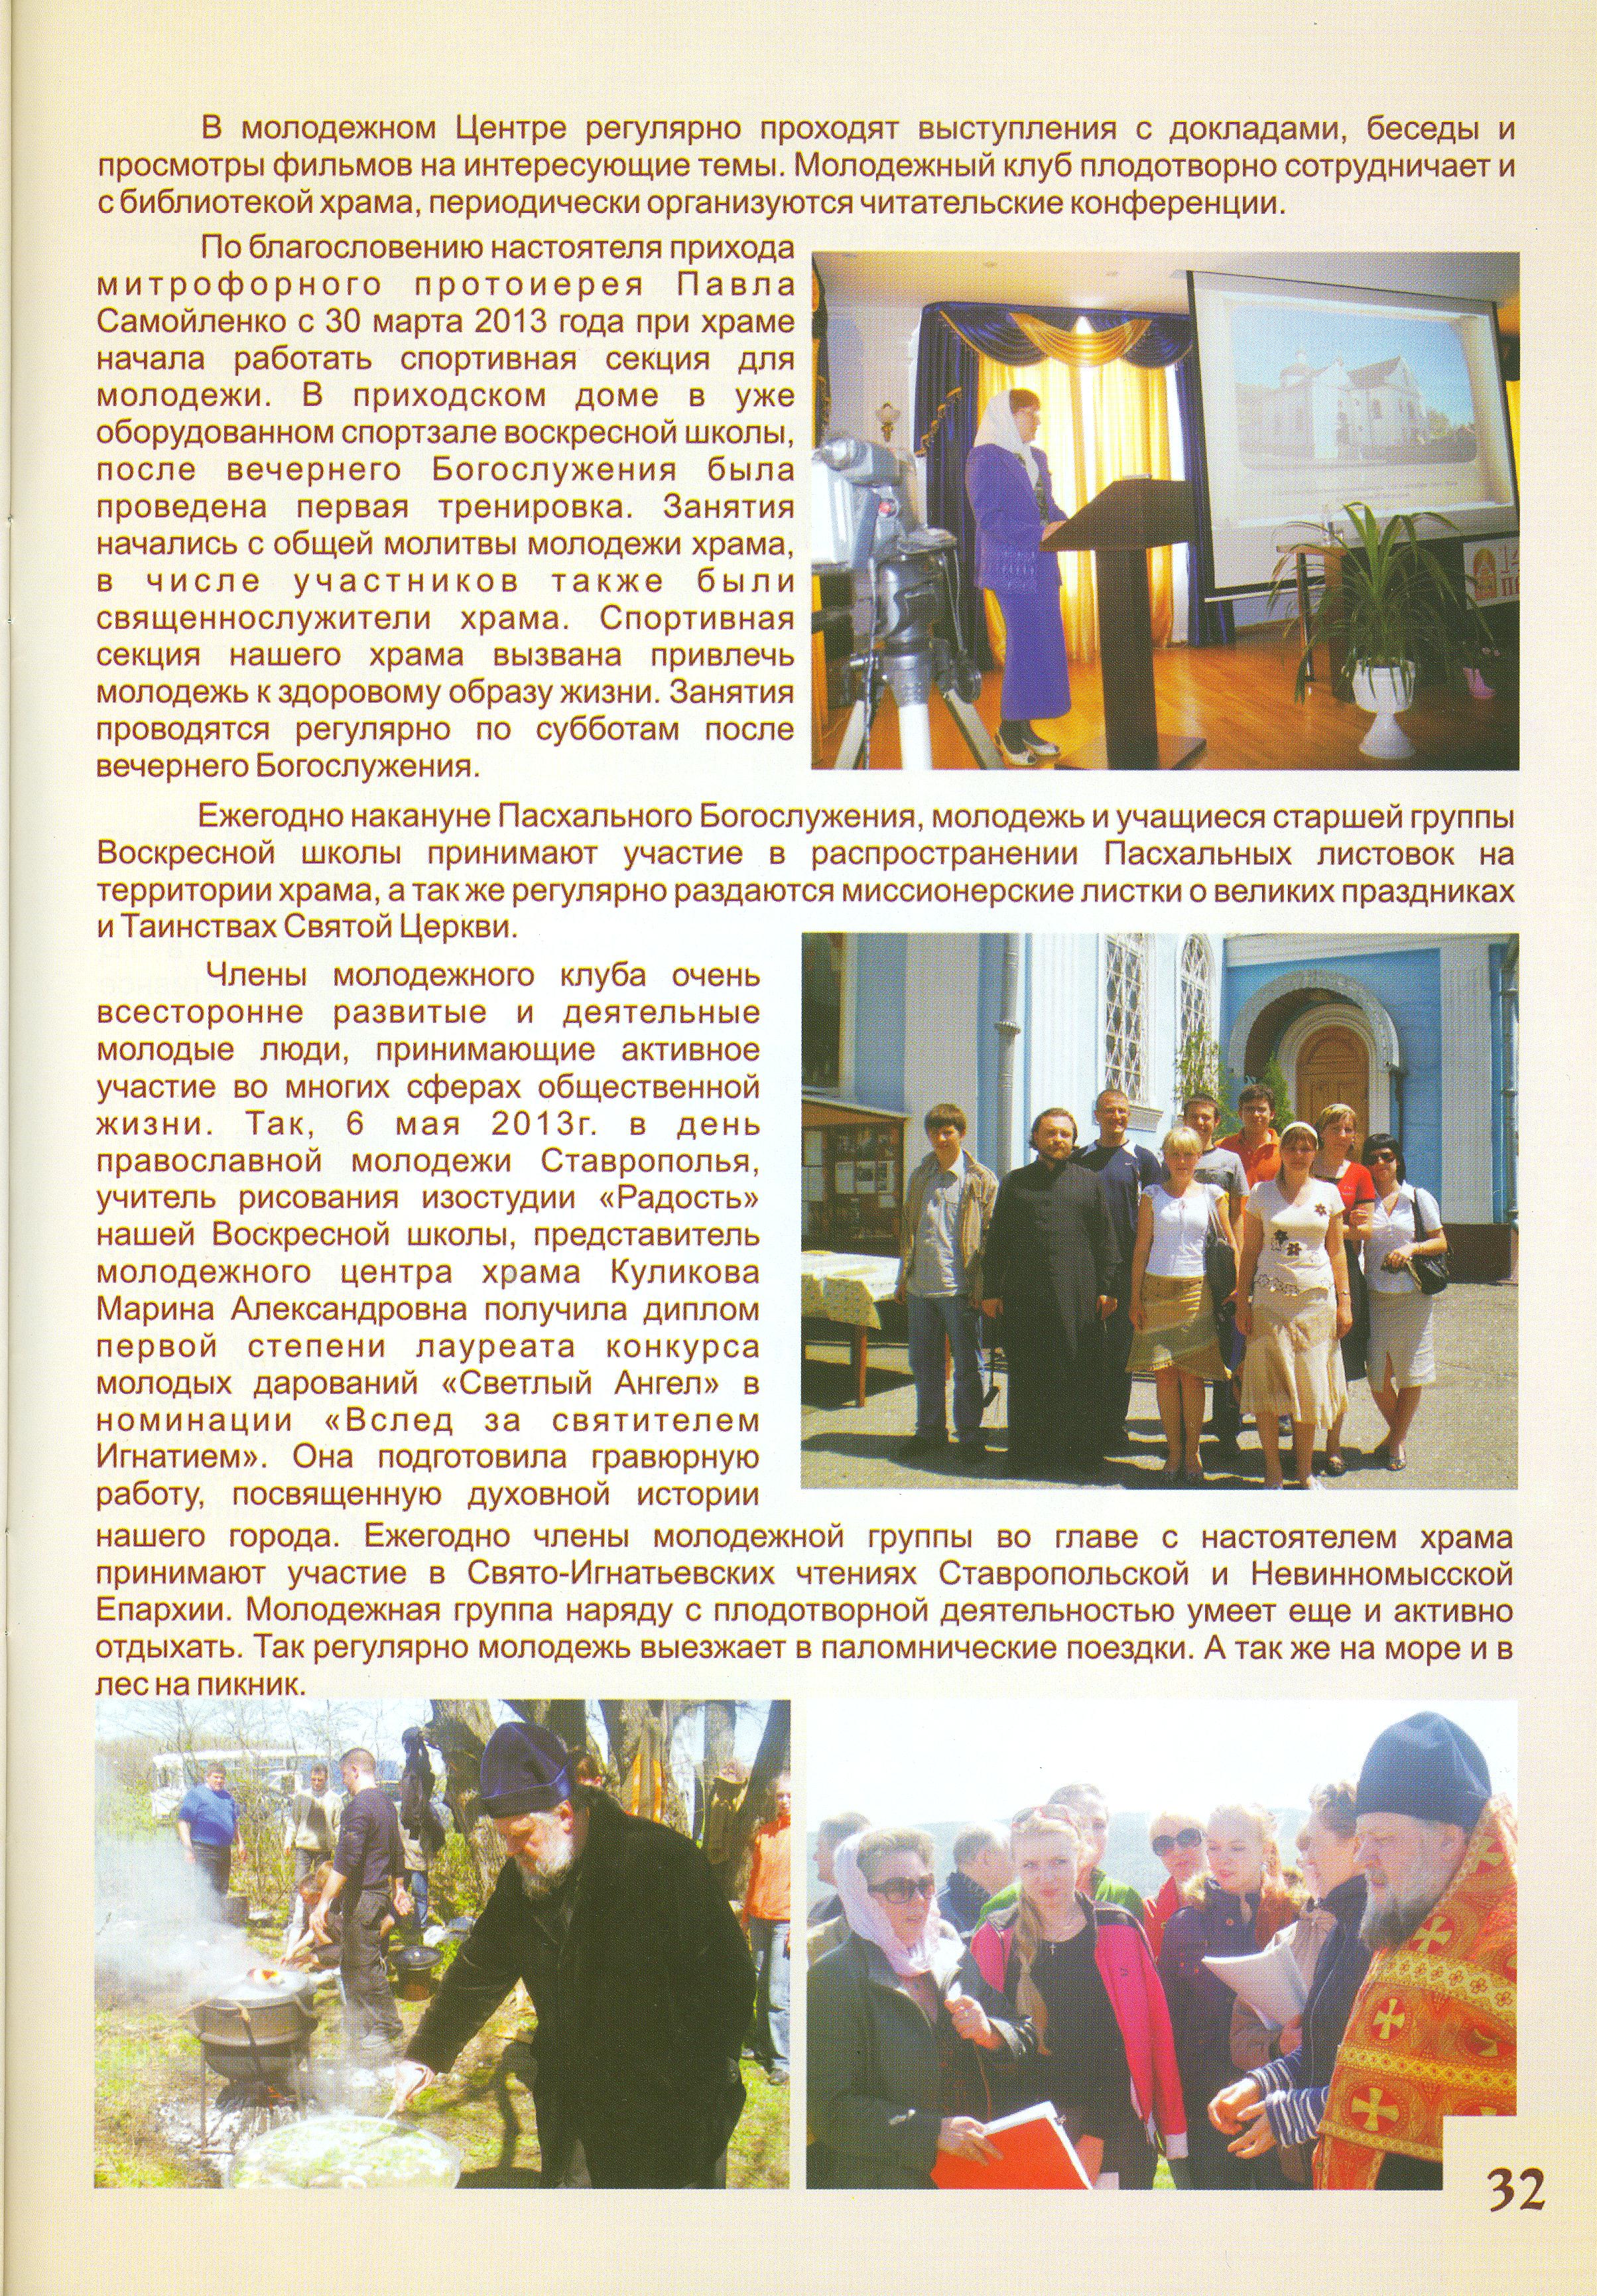 В молодежном Центре регулярно проходят выступления с докладами, беседы и
просмотры фильмов на интересующие темы. Молодежный клуб плодотворно сотрудничает и
с библиотекой храма, периодически организуются читательские конференции.
По благословению настоятеля прихода
митрофорного протоиерея Павла
Самойленко с 30 марта 2013 года при храме
начала работать спортивная секция для
молодежи. В приходском доме в уже
оборудованном спортзале воскресной школы,
после вечернего Богослужения была
проведена первая тренировка. Занятия
начались с общей молитвы молодежи храма,
в числе участников также были
священнослужители храма. Спортивная
секция нашего храма вызвана привлечь
молодежь к здоровому образу жизни. Занятия
проводятся регулярно по субботам после
вечернего Богослужения.
Ежегодно накануне Пасхального Богослужения, молодежь и учащиеся старшей группы
Воскресной школы принимают участие в распространении Пасхальных листовок на
территории храма, а так же регулярно раздаются миссионерские листки о великих праздниках
и Таинствах Святой Церкви.
Члены молодежного клуба очень
всесторонне развитые и деятельные
молодые люди, принимающие активное
участие во многих сферах общественной
жизни. Так, 6 мая 2013г. в день
православной молодежи Ставрополья,
учитель рисования изостудии «Радость»
нашей Воскресной школы, представитель
молодежного центра храма Куликова
Марина Александровна получила диплом
первой степени лауреата конкурса
молодых дарований «Светлый Ангел» в
номинации «Вслед за святителем
Игнатием». Она подготовила гравюрную
работу, посвященную духовной истории
нашего города. Ежегодно члены молодежной группы во главе с настоятелем храма
принимают участие в Свято-Игнатьевских чтениях Ставропольской и Невинномысской
Епархии. Молодежная группа наряду с плодотворной деятельностью умеет еще и активно
отдыхать. Так регулярно молодежь выезжает в паломнические поездки. А так же на море и в
лес на пикник.
32